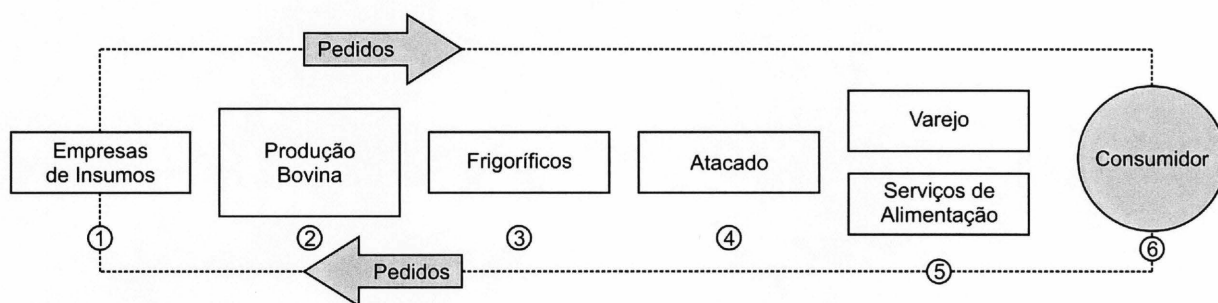 Pedidos
Empresas
de Insumos
Produção
Bovina
Frigoríficos
Atacado
Varejo
Serviços de
Alimentação
Consumidor
1
2
3
4
5
6
Pedidos